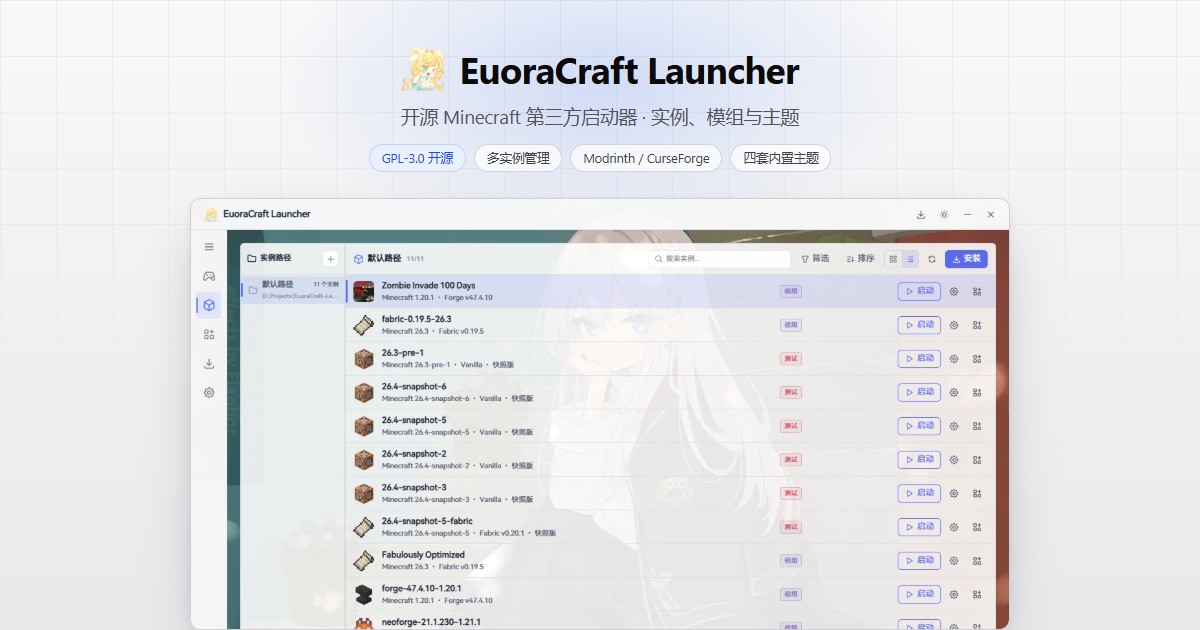 EuoraCraft Launcher
开源 Minecraft 第三方启动器 · 实例、模组与主题
GPL-3.0 开源
多实例管理
Modrinth / CurseForge
四套内置主题
EuoraCraft Launcher
实例路径
默认路径 11/11
搜索实例...
筛选
排序
安装
默认路径 11 个实例
D:/Projects/EuoraCraft-La...
Zombie Invade 100 Days
Minecraft 1.20.1 · Forge v47.4.10
模组
启动
fabric-0.19.5-26.3
Minecraft 26.3 · Fabric v0.19.5
模组
启动
26.3-pre-1
Minecraft 26.3-pre-1 · Vanilla · 快照版
测试
启动
26.4-snapshot-6
Minecraft 26.4-snapshot-6 · Vanilla · 快照版
测试
启动
26.4-snapshot-5
Minecraft 26.4-snapshot-5 · Vanilla · 快照版
测试
启动
26.4-snapshot-2
Minecraft 26.4-snapshot-2 · Vanilla · 快照版
测试
启动
26.4-snapshot-3
Minecraft 26.4-snapshot-3 · Vanilla · 快照版
测试
启动
26.4-snapshot-5-fabric
Minecraft 26.4-snapshot-5 · Fabric v0.20.1 · 快照版
测试
启动
Fabulously Optimized
Minecraft 26.3 · Fabric v0.19.5
模组
启动
forge-47.4.10-1.20.1
Minecraft 1.20.1 · Forge v47.4.10
模组
启动
neoforge-21.1.230-1.21.1
模组
启动